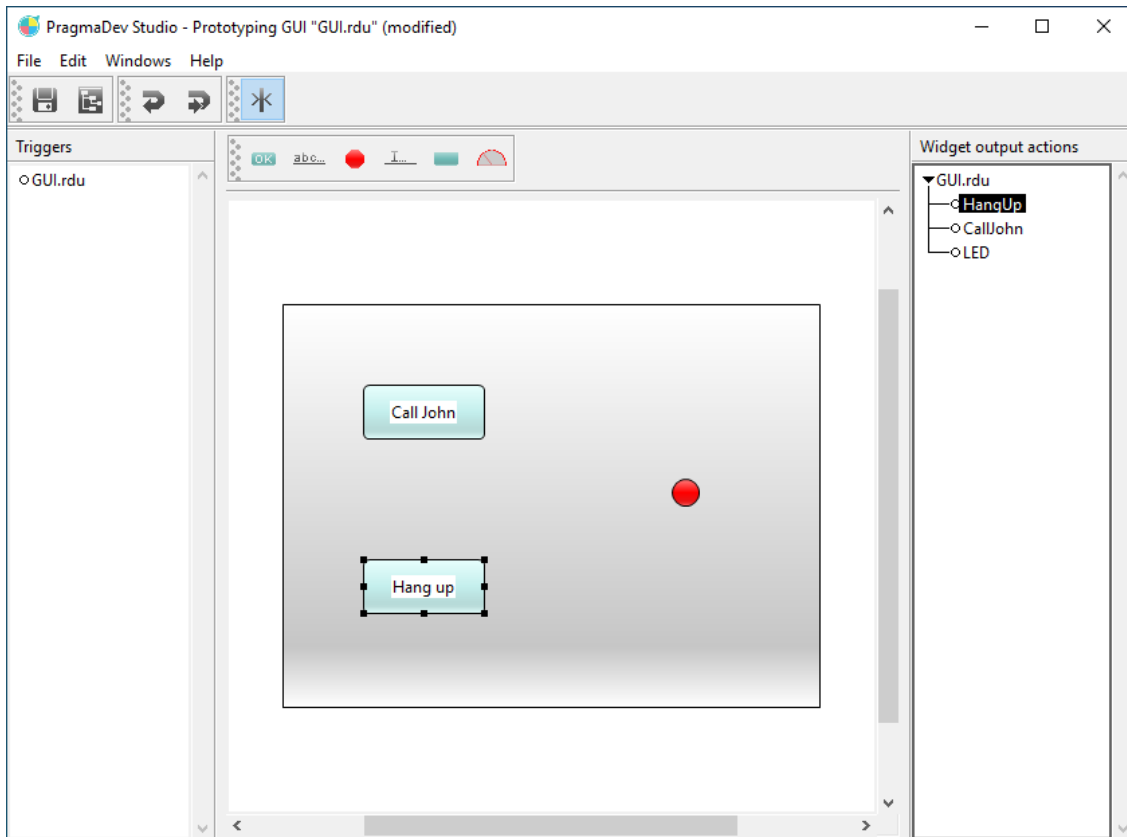 PragmaDev Studio - Prototyping GUI "GUI.rdu" (modified)
File Edit Windows Help
Triggers
GUI.rdu
OK abc... I...
Widget output actions
GUI.rdu
HangUp
CallJohn
LED
Call John
Hang up